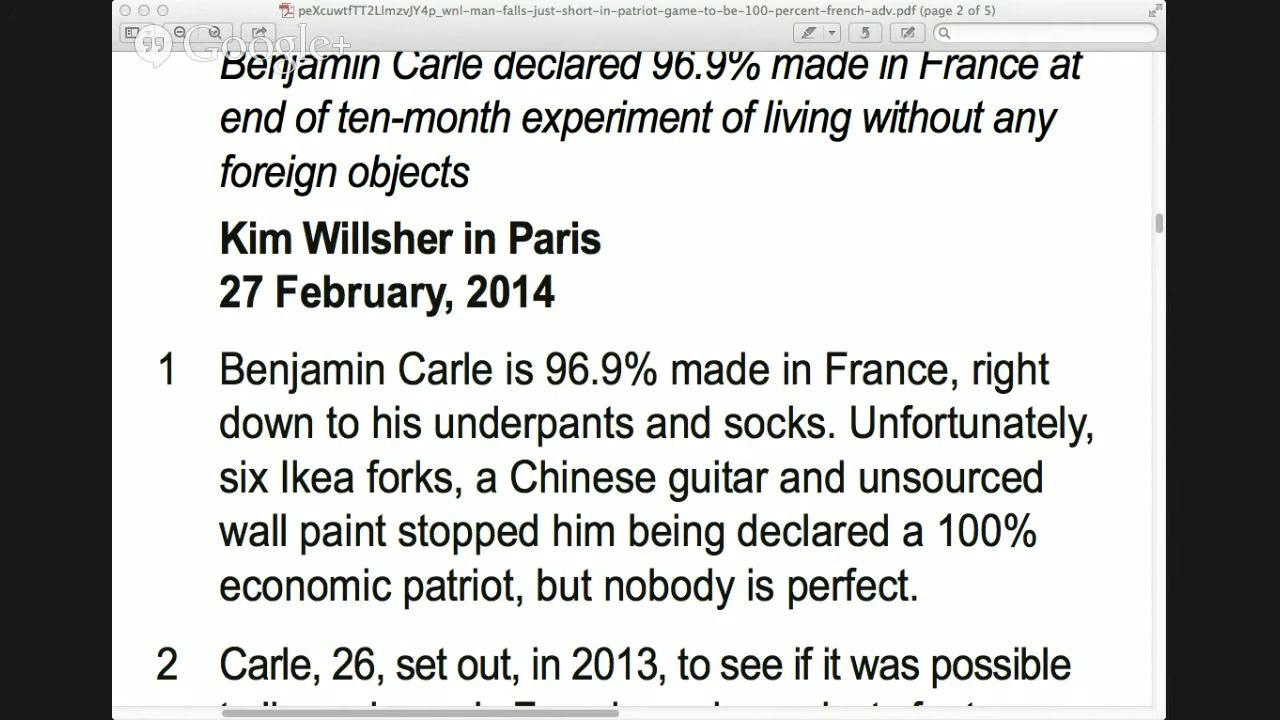 peXcuwtfTT2LlmzvJY4p_wnl-man-falls-just-short-in-patriot-game-to-be-100-percent-french-adv.pdf (page 2 of 5)
Google+
Benjamin Carle declared 96.9% made in France at
end of ten-month experiment of living without any
foreign objects
Kim Willsher in Paris
27 February, 2014
1 Benjamin Carle is 96.9% made in France, right
down to his underpants and socks. Unfortunately,
six Ikea forks, a Chinese guitar and unsourced
wall paint stopped him being declared a 100%
economic patriot, but nobody is perfect.
2 Carle, 26, set out, in 2013, to see if it was possible